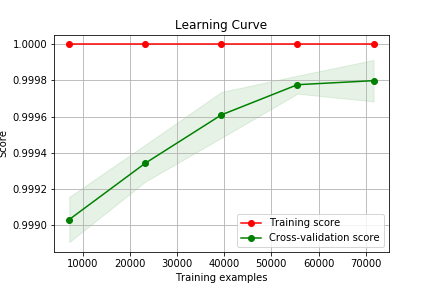 Learning Curve
1.0000
0.9998
0.9996
0.9994
0.9992
0.9990
Score
Training score
Cross-validation score
10000 20000 30000 40000 50000 60000 70000
Training examples